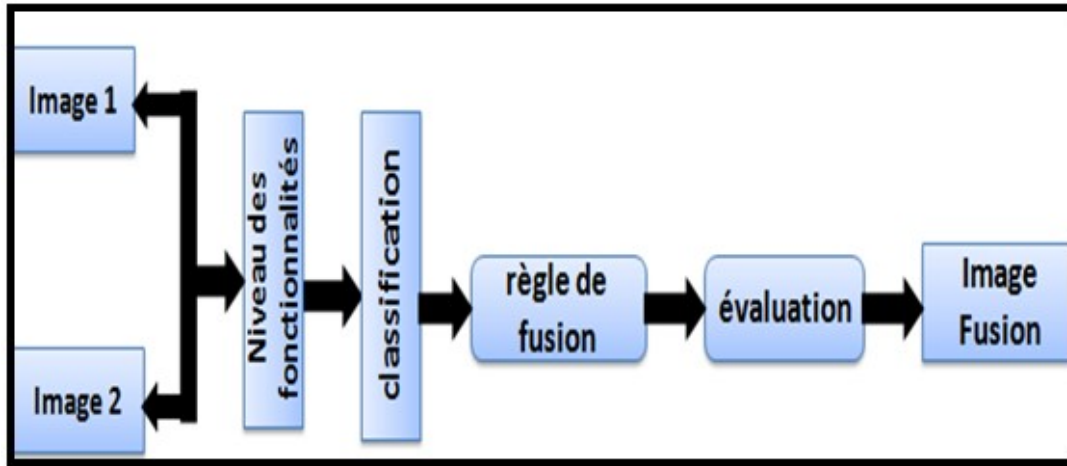 Image 1
Image 2
Niveau des
fonctionnalités
classification
règle de
fusion
évaluation
Image
Fusion